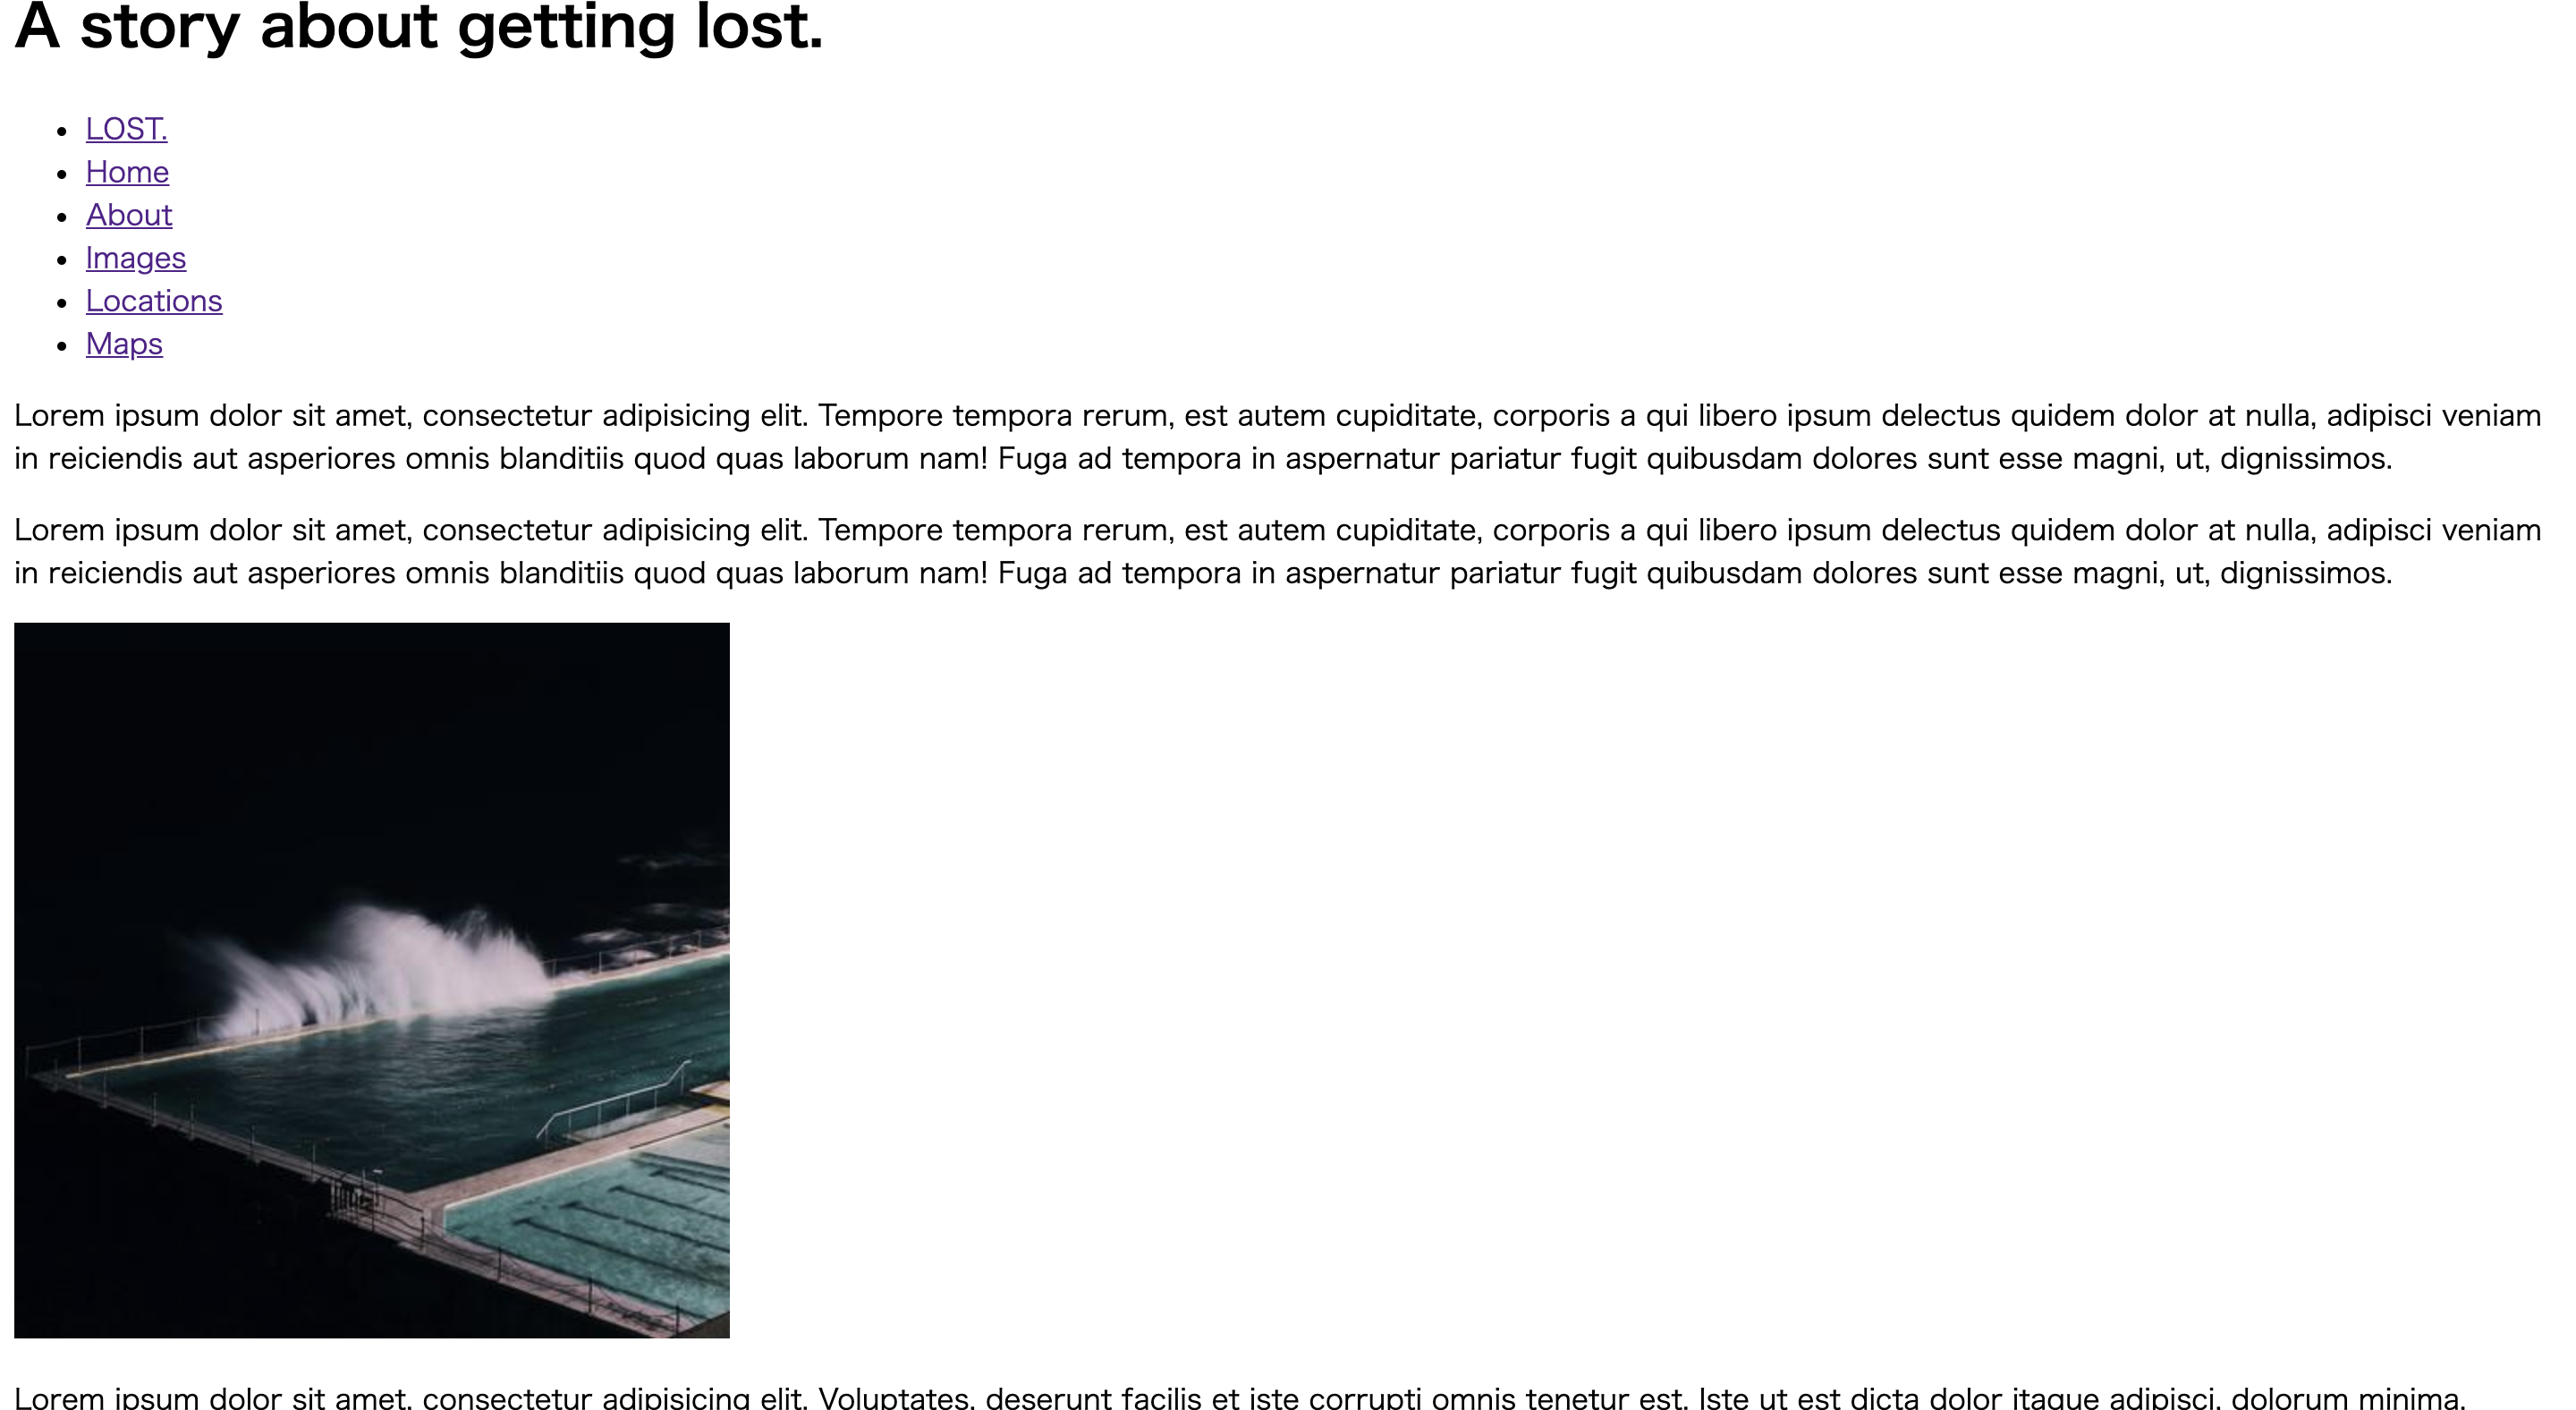 A story about getting lost.
LOST.
Home
About
Images
Locations
Maps
Lorem ipsum dolor sit amet, consectetur adipisicing elit. Tempore tempora rerum, est autem cupiditate, corporis a qui libero ipsum delectus quidem dolor at nulla, adipisci veniam
in reiciendis aut asperiores omnis blanditiis quod quas laborum nam! Fuga ad tempora in aspernatur pariatur fugit quibusdam dolores sunt esse magni, ut, dignissimos.
Lorem ipsum dolor sit amet, consectetur adipisicing elit. Tempore tempora rerum, est autem cupiditate, corporis a qui libero ipsum delectus quidem dolor at nulla, adipisci veniam
in reiciendis aut asperiores omnis blanditiis quod quas laborum nam! Fuga ad tempora in aspernatur pariatur fugit quibusdam dolores sunt esse magni, ut, dignissimos.
Lorem ipsum dolor sit amet, consectetur adipisicing elit. Voluptates, deserunt facilis et iste corrupti omnis tenetur est. Iste ut est dicta dolor itaque adipisci, dolorum minima,